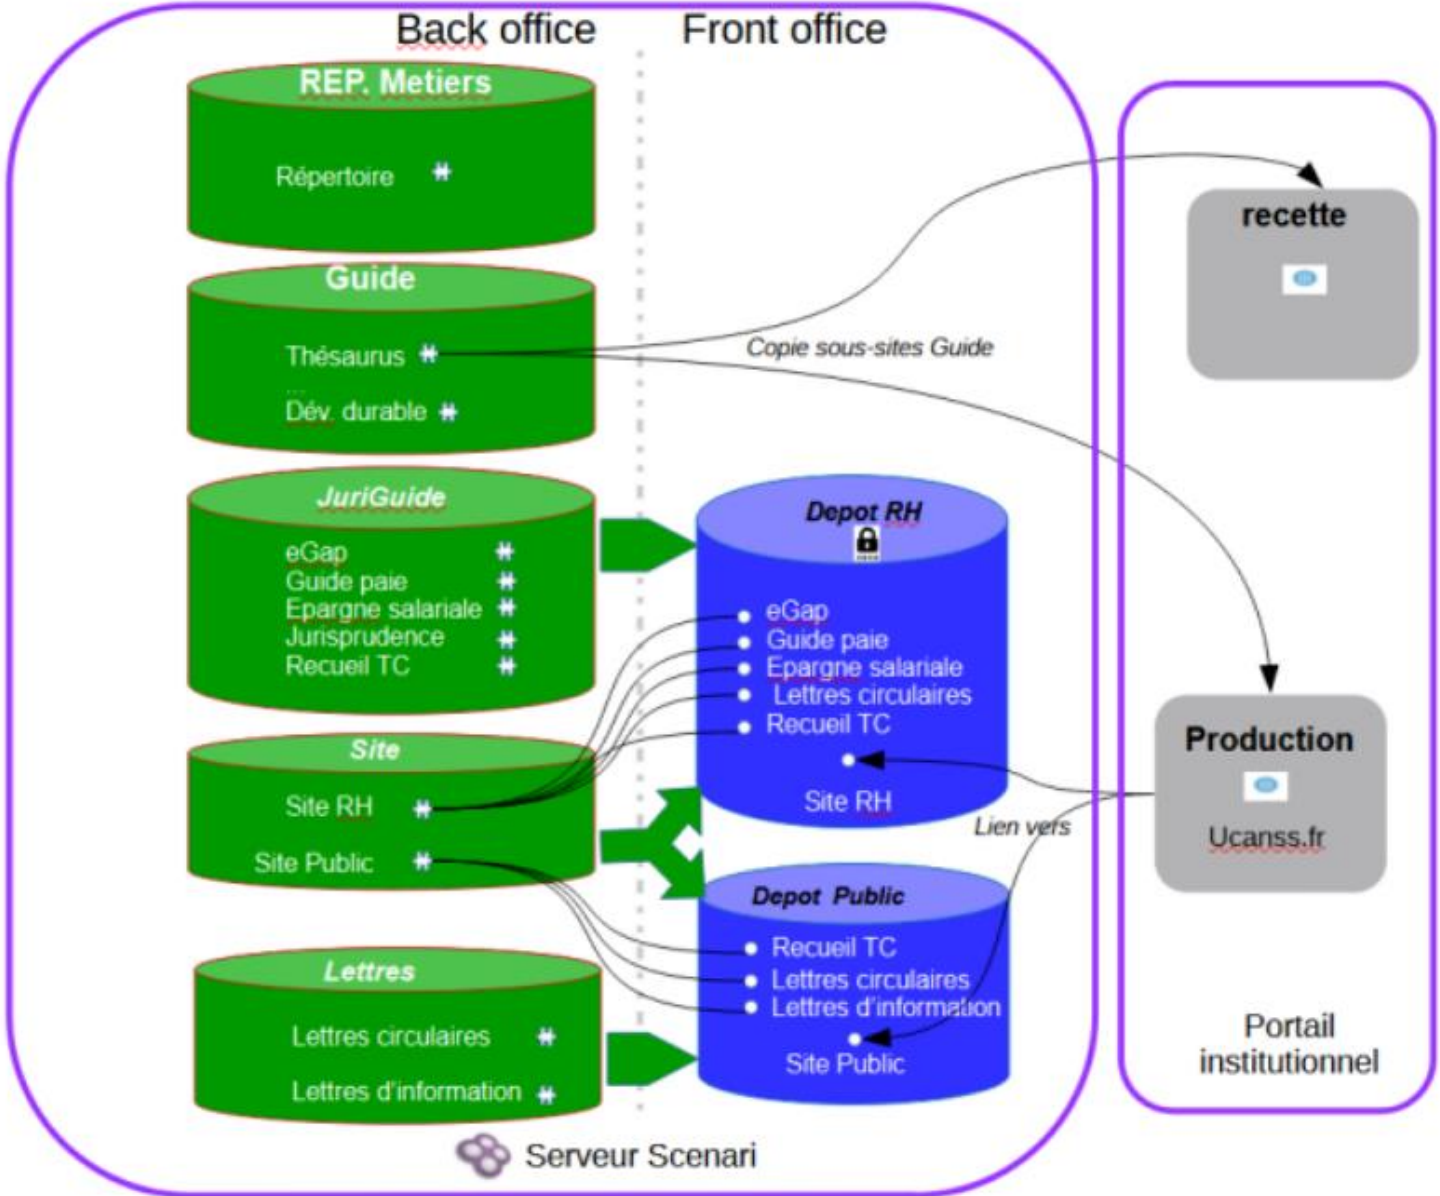 Back office
Front office
REP. Metiers
Répertoire
Guide
Thésaurus
...
Dév. durable
JuriGuide
eGap
Guide paie
Epargne salariale
Jurisprudence
Recueil TC
Site
Site RH
Site Public
Lettres
Lettres circulaires
Lettres d'information
Copie sous-sites Guide
Depot RH
eGap
Guide paie
Epargne salariale
Lettres circulaires
Recueil TC
Site RH
Lien vers
Depot Public
Recueil TC
Lettres circulaires
Lettres d'information
Site Public
Serveur Scenari
recette
Production
Ucanss.fr
Portail
institutionnel